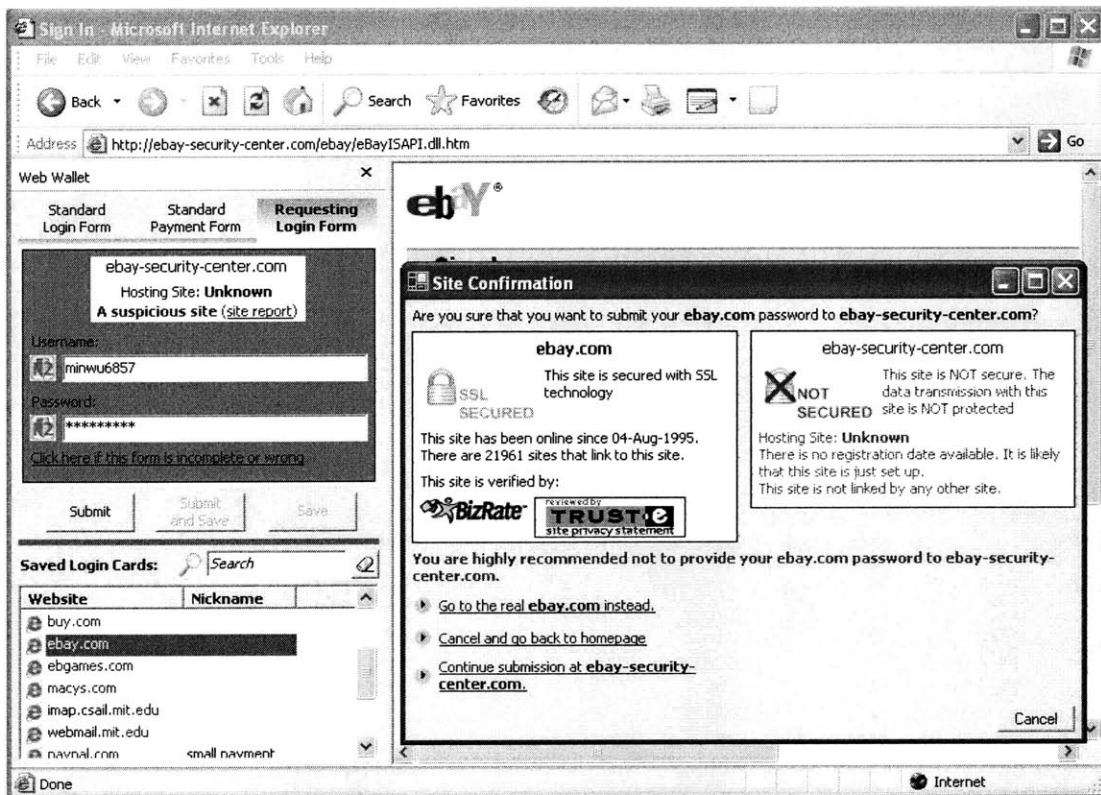 Sign In - Microsoft Internet Explorer
File Edit View Favorites Tools Help
Back Search Favorites
Address http://ebay-security-center.com/ebay/eBayISAPI.dll.htm Go
Web Wallet
Standard Login Form
Standard Payment Form
Requesting Login Form
ebay-security-center.com
Hosting Site: Unknown
A suspicious site (site report)
Username:
minwu6857
Password:
*********
Click here if this form is incomplete or wrong
Submit
Submit and Save
Save
Saved Login Cards: Search
Website Nickname
buy.com
ebay.com
ebgames.com
macys.com
imap.csail.mit.edu
webmail.mit.edu
paypal.com small payment
ebay®
Site Confirmation
Are you sure that you want to submit your ebay.com password to ebay-security-center.com?
ebay.com
SSL SECURED
This site is secured with SSL
technology
This site has been online since 04-Aug-1995.
There are 21961 sites that link to this site.
This site is verified by:
BizRate
reviewed by
TRUSTe
site privacy statement
ebay-security-center.com
NOT SECURED
This site is NOT secure. The
data transmission with this
site is NOT protected
Hosting Site: Unknown
There is no registration date available. It is likely
that this site is just set up.
This site is not linked by any other site.
You are highly recommended not to provide your ebay.com password to ebay-security-
center.com.
Go to the real ebay.com instead.
Cancel and go back to homepage
Continue submission at ebay-security-
center.com.
Cancel
Done Internet